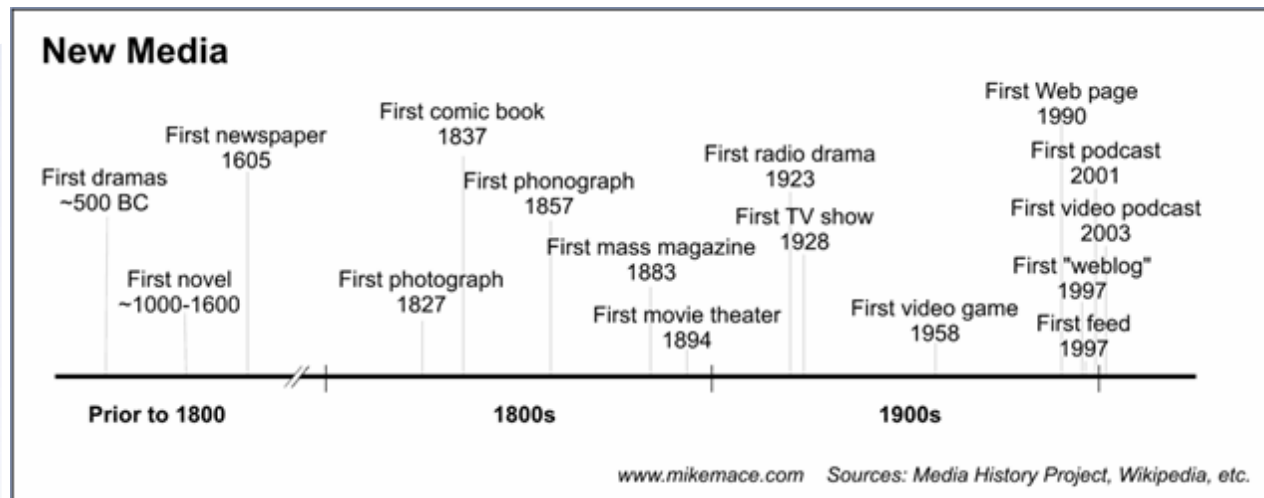 New Media
First dramas
~500 BC
First novel
~1000-1600
First newspaper
1605
First photograph
1827
First comic book
1837
First phonograph
1857
First mass magazine
1883
First movie theater
1894
First radio drama
1923
First TV show
1928
First video game
1958
First Web page
1990
First podcast
2001
First video podcast
2003
First "weblog"
1997
First feed
1997
Prior to 1800
1800s
1900s
www.mikemace.com Sources: Media History Project, Wikipedia, etc.